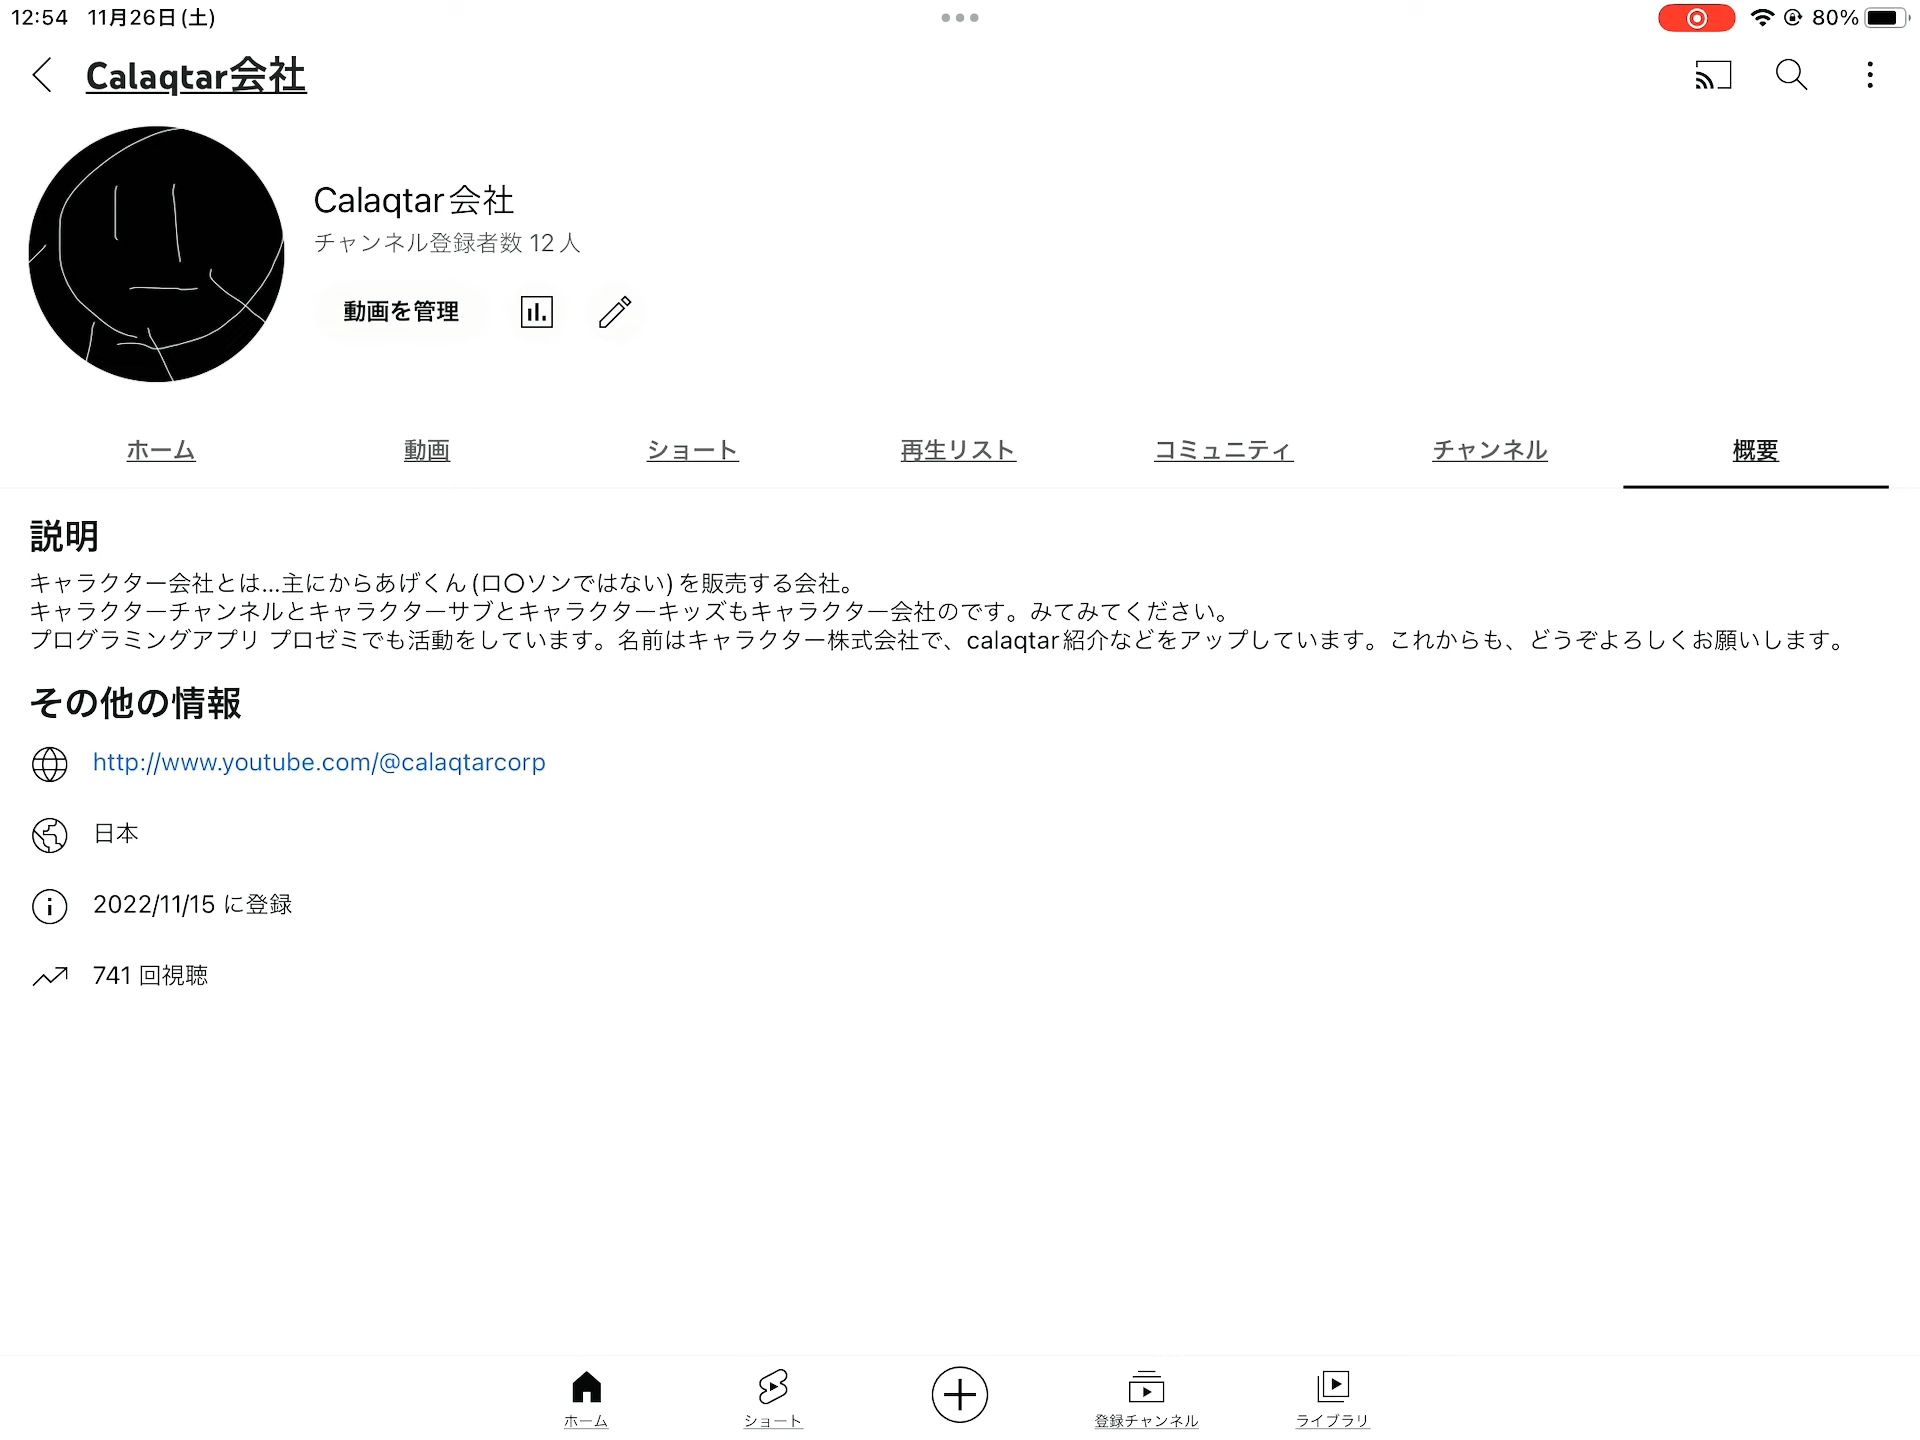 12:54 11月26日(土)
80%
Calaqtar会社
Calaqtar会社
チャンネル登録者数 12人
動画を管理
ホーム 動画 ショート 再生リスト コミュニティ チャンネル 概要
説明
キャラクター会社とは...主にからあげくん(ロ〇ソンではない)を販売する会社。
キャラクターチャンネルとキャラクターサブとキャラクターキッズもキャラクター会社のです。みてみてください。
プログラミングアプリ プロゼミでも活動をしています。名前はキャラクター株式会社で、calaqtar紹介などをアップしています。これからも、どうぞよろしくお願いします。
その他の情報
http://www.youtube.com/@calaqtarcorp
日本
2022/11/15 に登録
741 回視聴
ホーム ショート 登録チャンネル ライブラリ